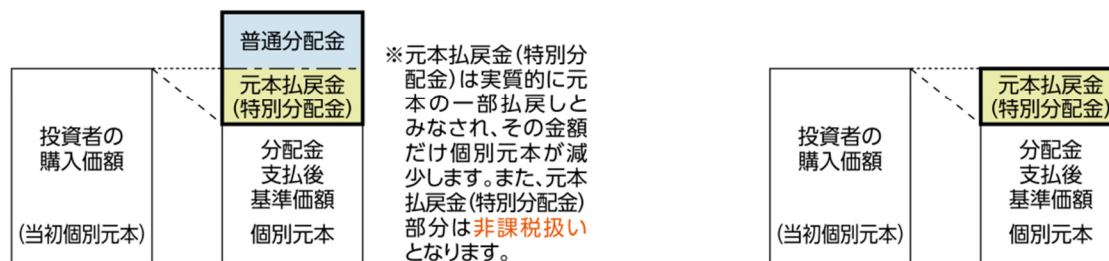 普通分配金
元本払戻金
(特別分配金)
投資者の
購入価額
(当初個別元本)
分配金
支払後
基準価額
個別元本
※元本払戻金(特別分
配金)は実質的に元
本の一部払戻しと
みなされ、その金額
だけ個別元本が減
少します。また、元本
払戻金(特別分配金)
部分は非課税扱い
となります。
元本払戻金
(特別分配金)
投資者の
購入価額
(当初個別元本)
分配金
支払後
基準価額
個別元本